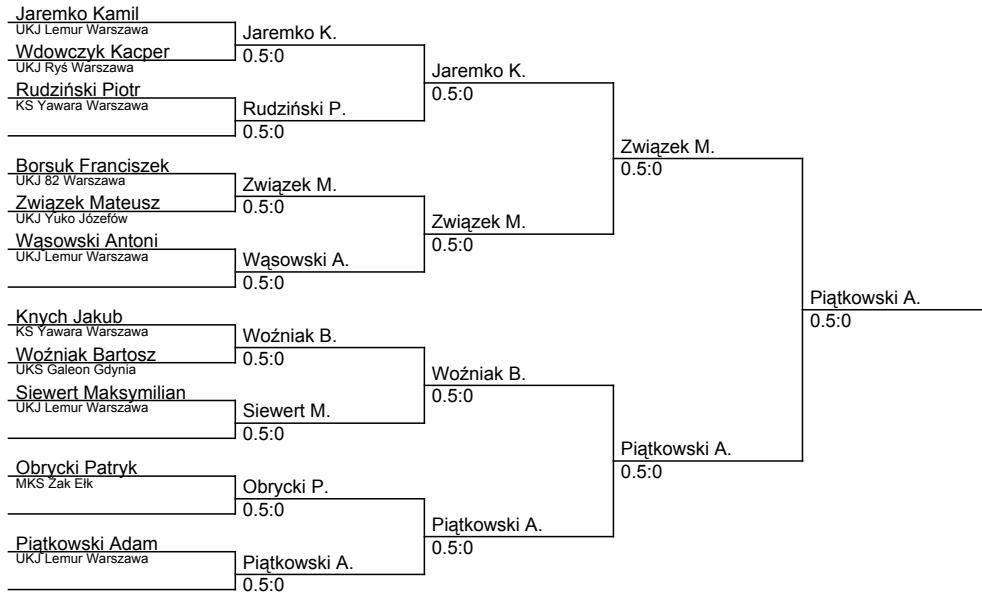 Jaremko Kamil
UKJ Lemur Warszawa
Wdowczyk Kacper
UKJ Ryś Warszawa
Rudziński Piotr
KS Yawara Warszawa
Borsuk Franciszek
UKJ 82 Warszawa
Związek Mateusz
UKJ Yuko Józefów
Wąsowski Antoni
UKJ Lemur Warszawa
Knych Jakub
KS Yawara Warszawa
Woźniak Bartosz
UKS Galeon Gdynia
Siewert Maksymilian
UKJ Lemur Warszawa
Obrycki Patryk
MKS Żak Ełk
Piątkowski Adam
UKJ Lemur Warszawa
Jaremko K.
0.5:0
Rudziński P.
0.5:0
Związek M.
0.5:0
Wąsowski A.
0.5:0
Woźniak B.
0.5:0
Siewert M.
0.5:0
Obrycki P.
0.5:0
Piątkowski A.
0.5:0
Jaremko K.
0.5:0
Związek M.
0.5:0
Woźniak B.
0.5:0
Piątkowski A.
0.5:0
Związek M.
0.5:0
Piątkowski A.
0.5:0
Piątkowski A.
0.5:0